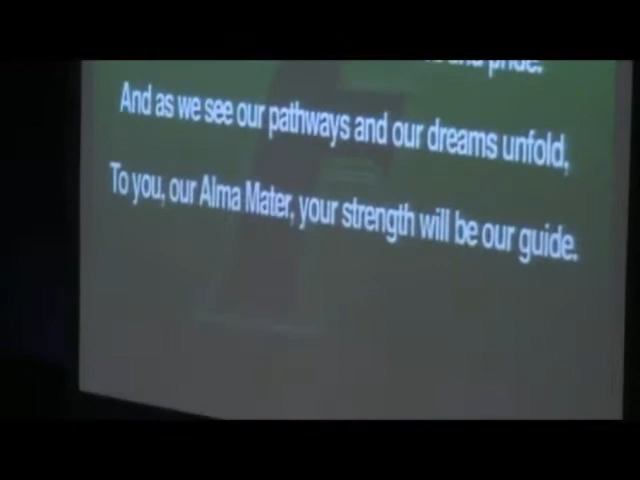 pride.
And as we see our pathways and our dreams unfold,
To you, our Alma Mater, your strength will be our guide.